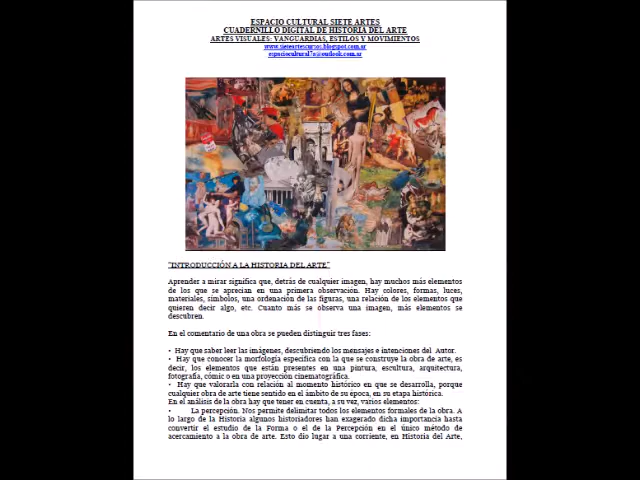 ESPACIO CULTURAL SIETE ARTES
CUADERNILLO DIGITAL DE HISTORIA DEL ARTE
ARTES VISUALES: VANGUARDIAS, ESTILOS Y MOVIMIENTOS
www.sieteartescursos.blogspot.com.ar
espaciocultural7a@outlook.com.ar
"INTRODUCCIÓN A LA HISTORIA DEL ARTE"
Aprender a mirar significa que, detrás de cualquier imagen, hay muchos más elementos
de los que se aprecian en una primera observación. Hay colores, formas, luces,
materiales, símbolos, una ordenación de las figuras, una relación de los elementos que
quieren decir algo, etc. Cuanto más se observa una imagen, más elementos se
descubren.
En el comentario de una obra se pueden distinguir tres fases:
• Hay que saber leer las imágenes, descubriendo los mensajes e intenciones del Autor.
• Hay que conocer la morfología específica con la que se construye la obra de arte, es
decir, los elementos que están presentes en una pintura, escultura, arquitectura,
fotografía, cómic o en una proyección cinematográfica.
• Hay que valorarla con relación al momento histórico en que se desarrolla, porque
cualquier obra de arte tiene sentido en el ámbito de su época, en su etapa histórica.
En el análisis de la obra hay que tener en cuenta, a su vez, varios elementos:
• La percepción. Nos permite delimitar todos los elementos formales de la obra. A
lo largo de la Historia algunos historiadores han exagerado dicha importancia hasta
convertir el estudio de la Forma o el de la Percepción en el único método de
acercamiento a la obra de arte. Esto dio lugar a una corriente, en Historia del Arte,